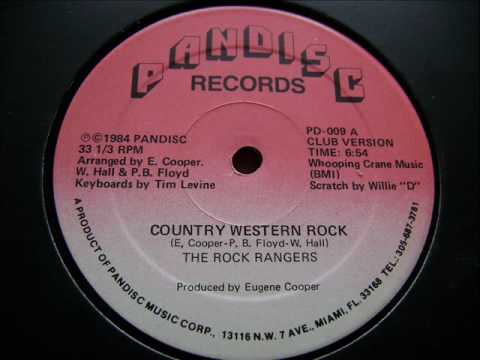 PANDISC
RECORDS
℗©1984 PANDISC
33 1/3 RPM
Arranged by E. Cooper.
W. Hall & P.B. Floyd
Keyboards by Tim Levine
PD-009 A
CLUB VERSION
TIME: 6:54
Whooping Crane Music
(BMI)
Scratch by Willie "D"
COUNTRY WESTERN ROCK
(E, Cooper-P. B. Floyd-W. Hall)
THE ROCK RANGERS
Produced by Eugene Cooper
A PRODUCT OF PANDISC MUSIC CORP., 13116 N.W. 7 AVE., MIAMI, FL. 33168 TEL.: 305-687-3781